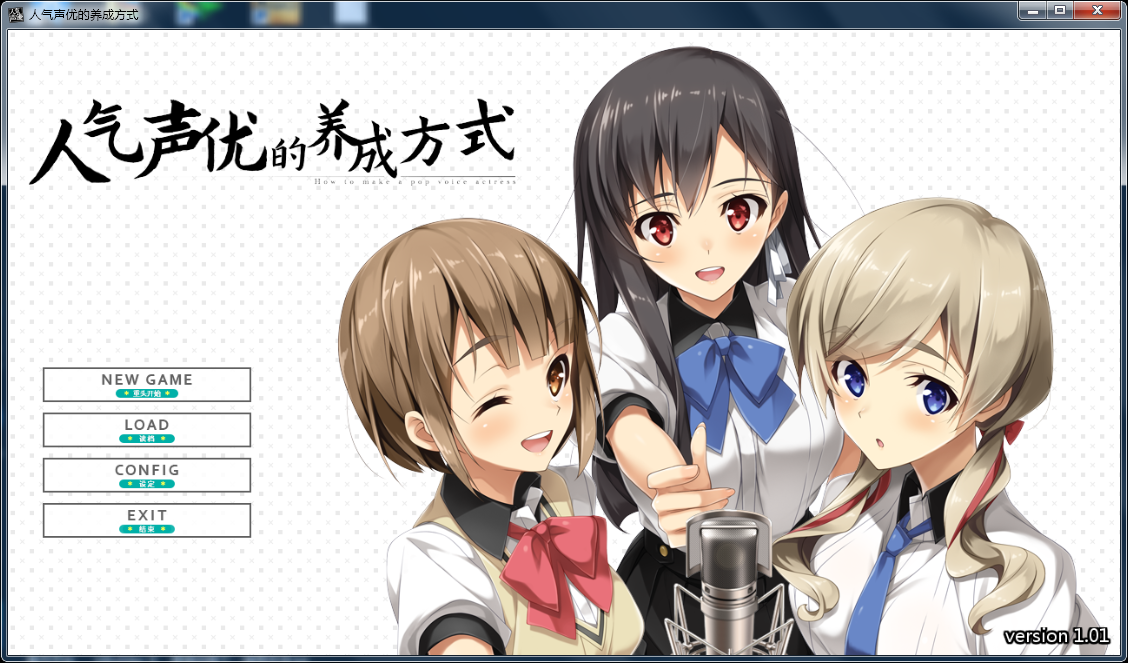 人气声优的养成方式
人气声优的养成方式
How to make a pop voice actress
NEW GAME
重头开始
LOAD
读档
CONFIG
设定
EXIT
结束
version 1.01